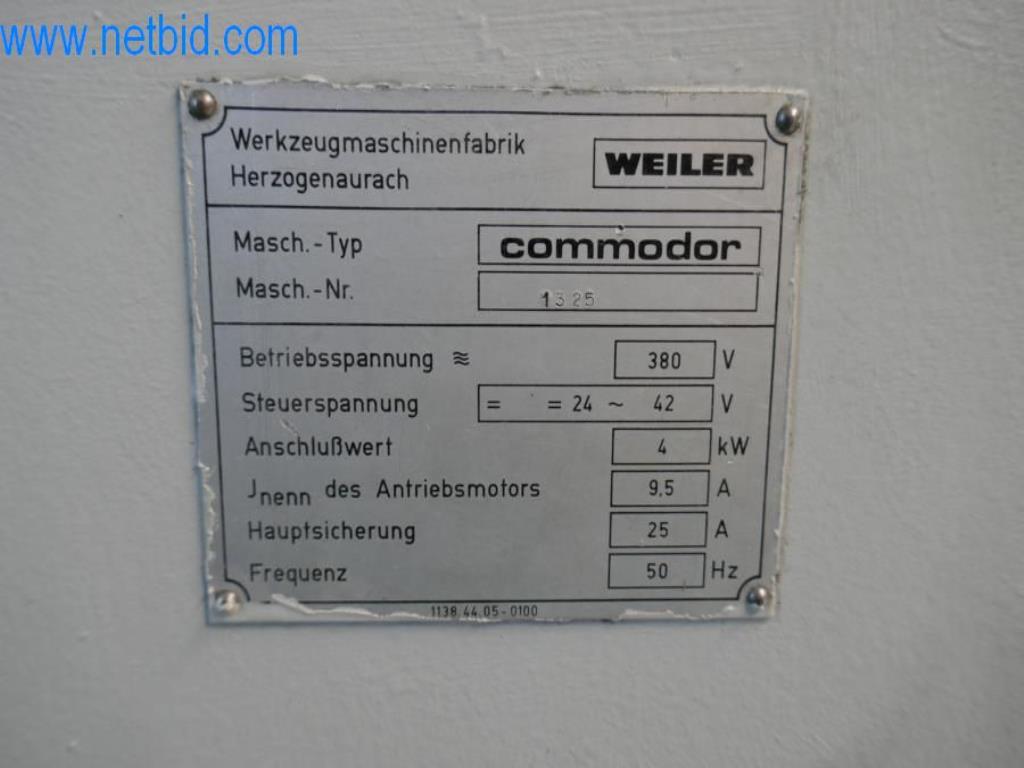 www.netbid.com
Werkzeugmaschinenfabrik
Herzogenaurach
WEILER
Masch.-Typ commodor
Masch.-Nr. 1325
Betriebsspannung ≋ 380 V
Steuerspannung = = 24 ~ 42 V
Anschlußwert 4 kW
Jnenn des Antriebsmotors 9,5 A
Hauptsicherung 25 A
Frequenz 50 Hz
1138.44.05-0100